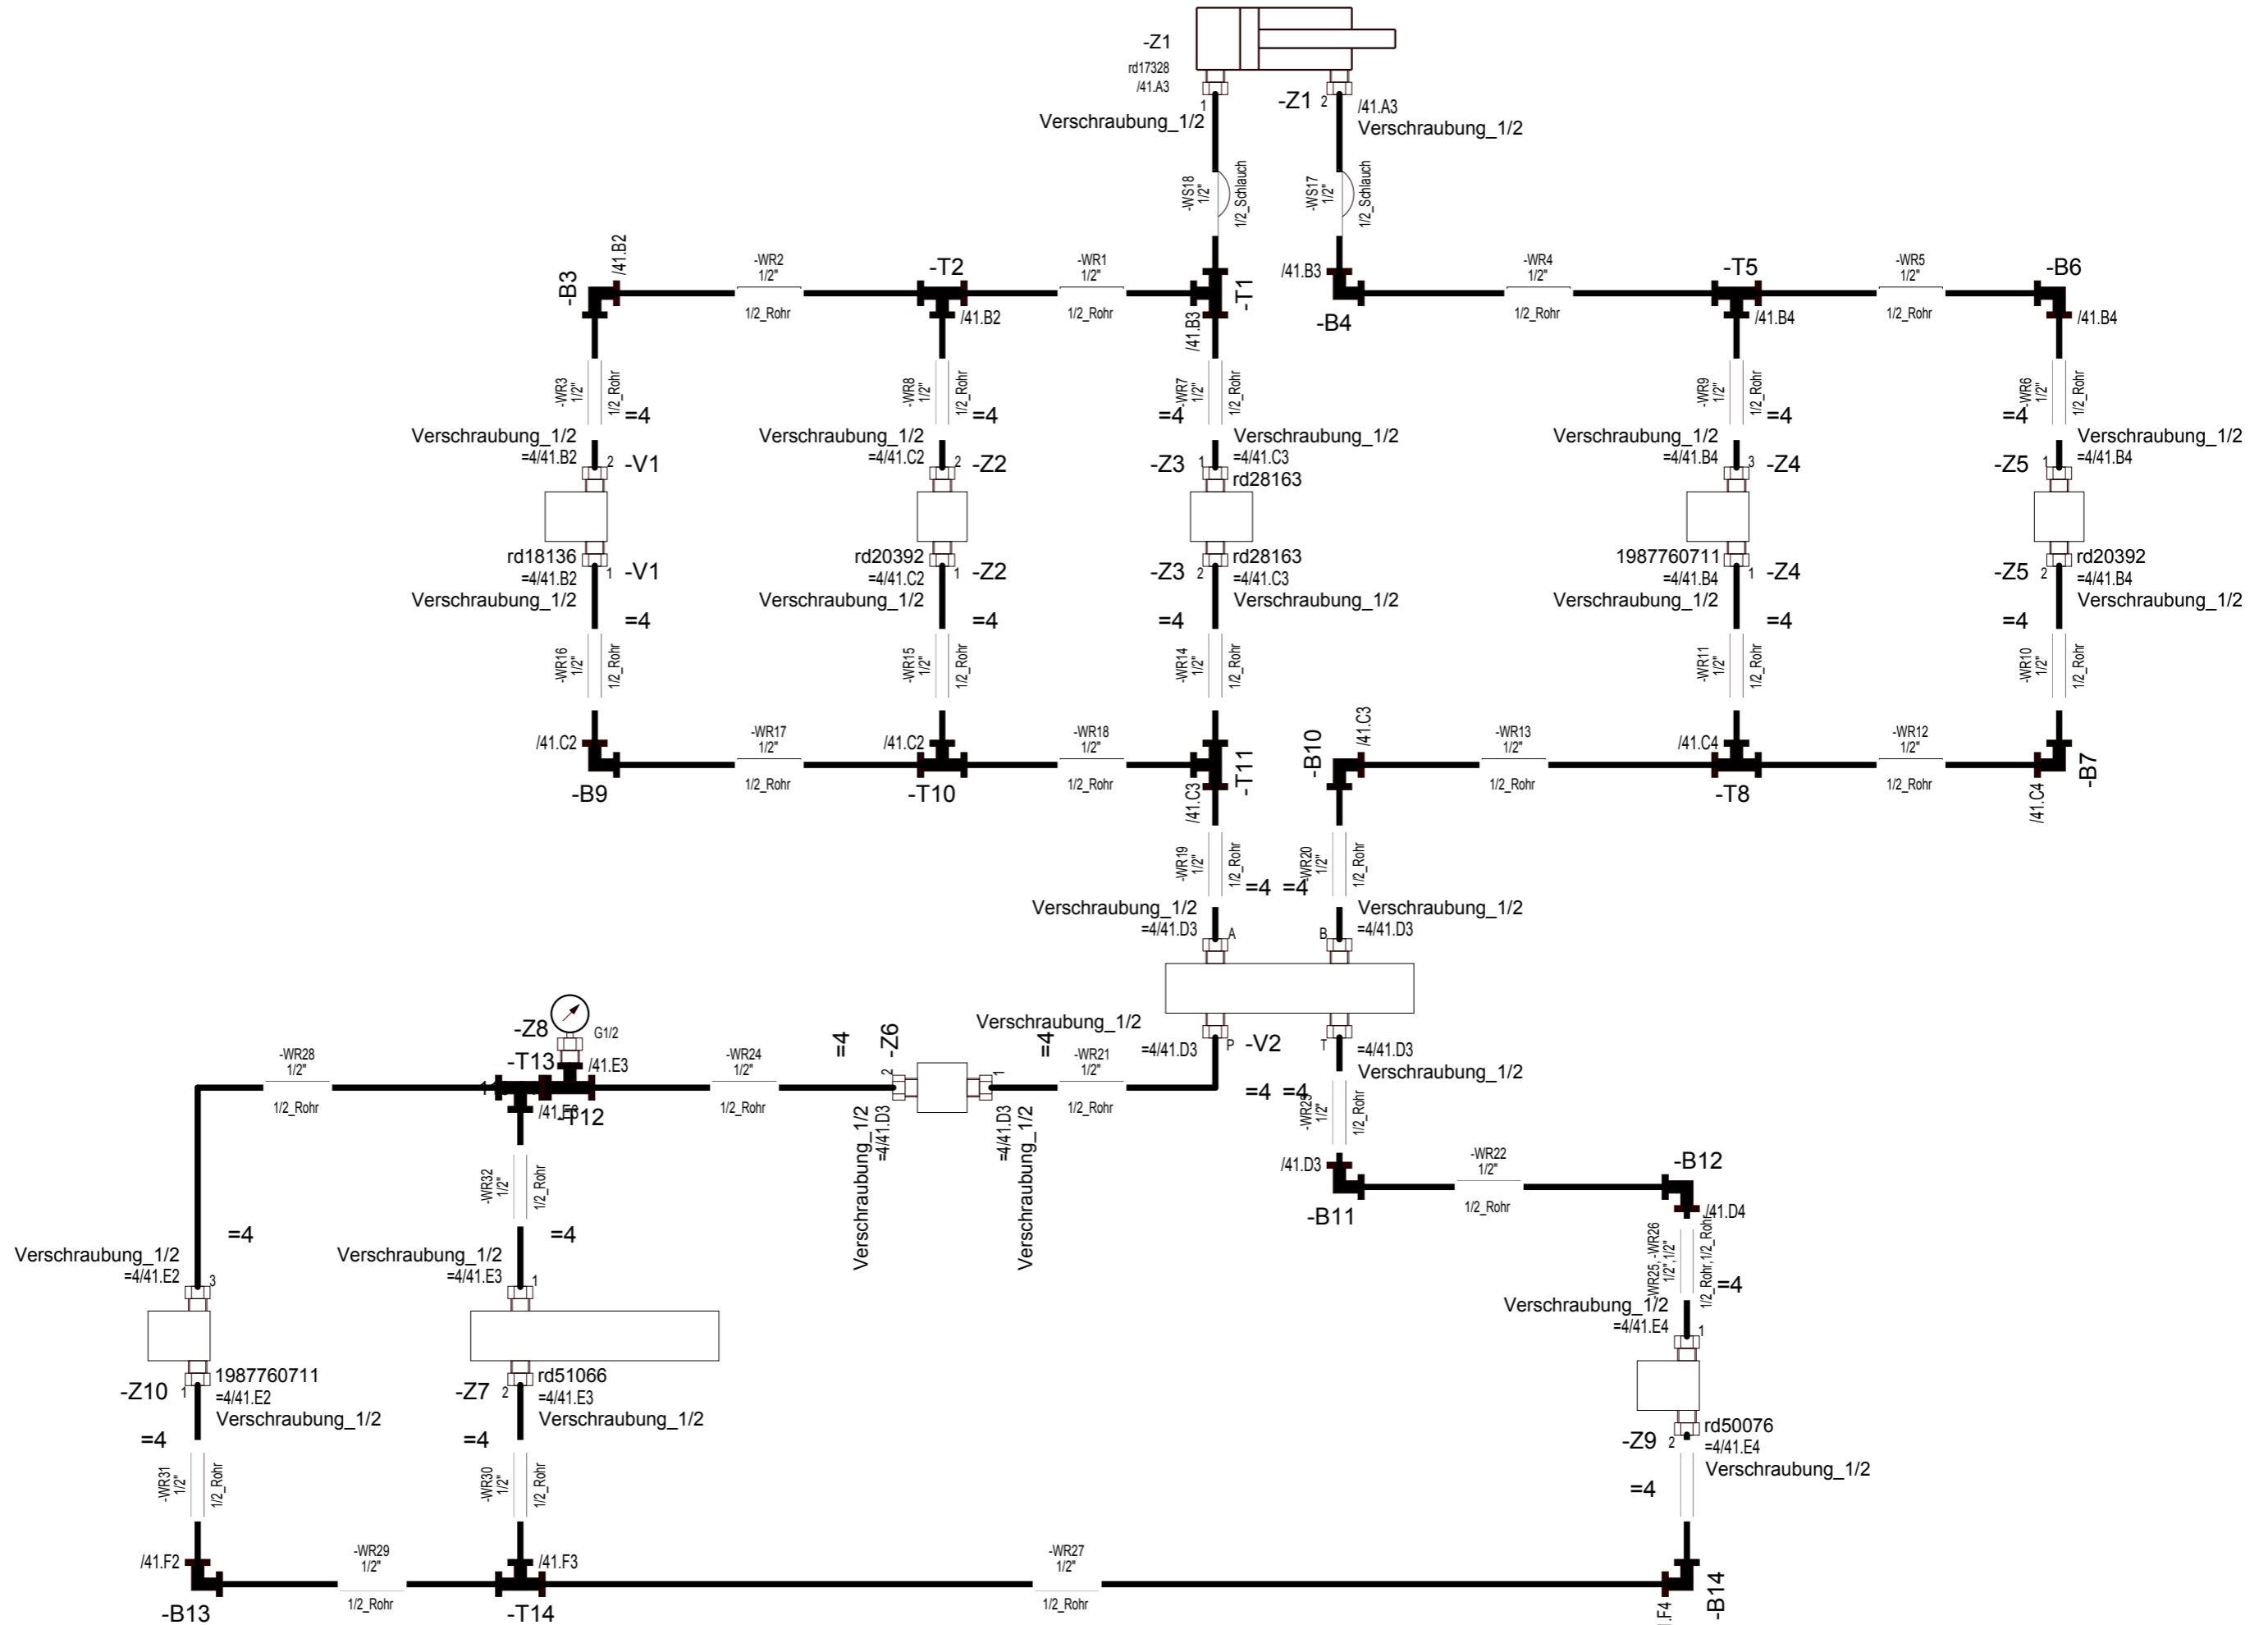 -Z1
rd17328
/41.A3
1
Verschraubung_1/2
-Z1
2
/41.A3
Verschraubung_1/2
-WS18
1/2"
1/2_Schlauch
-WS17
1/2"
1/2_Schlauch
-B3
/41.B2
-WR2
1/2"
1/2_Rohr
-T2
/41.B2
-WR1
1/2"
1/2_Rohr
-T1
/41.B3
/41.B3
-B4
-WR4
1/2"
1/2_Rohr
-T5
/41.B4
-WR5
1/2"
1/2_Rohr
-B6
/41.B4
-WR3
1/2"
1/2_Rohr
=4
-WR8
1/2"
1/2_Rohr
=4
=4
-WR7
1/2"
1/2_Rohr
-WR9
1/2"
1/2_Rohr
=4
=4
-WR6
1/2"
1/2_Rohr
Verschraubung_1/2
=4/41.B2
2
-V1
Verschraubung_1/2
=4/41.C2
2
-Z2
-Z3
1
Verschraubung_1/2
=4/41.C3
rd28163
Verschraubung_1/2
=4/41.B4
3
-Z4
-Z5
1
Verschraubung_1/2
=4/41.B4
rd18136
=4/41.B2
1
-V1
Verschraubung_1/2
=4
rd20392
=4/41.C2
1
-Z2
Verschraubung_1/2
=4
-Z3
2
rd28163
=4/41.C3
Verschraubung_1/2
=4
1987760711
=4/41.B4
1
-Z4
Verschraubung_1/2
=4
-Z5
2
rd20392
=4/41.B4
Verschraubung_1/2
=4
-WR16
1/2"
1/2_Rohr
-WR15
1/2"
1/2_Rohr
-WR14
1/2"
1/2_Rohr
-WR11
1/2"
1/2_Rohr
-WR10
1/2"
1/2_Rohr
/41.C2
-B9
-WR17
1/2"
1/2_Rohr
/41.C2
-T10
-WR18
1/2"
1/2_Rohr
-T11
/41.C3
-B10
/41.C3
-WR13
1/2"
1/2_Rohr
/41.C4
-T8
-WR12
1/2"
1/2_Rohr
/41.C4
-B7
-WR19
1/2"
1/2_Rohr
=4
=4
-WR20
1/2"
1/2_Rohr
Verschraubung_1/2
=4/41.D3
A
B
Verschraubung_1/2
=4/41.D3
Verschraubung_1/2
=4/41.D3
P
-V2
T
=4/41.D3
Verschraubung_1/2
=4
=4
-WR23
1/2"
1/2_Rohr
-Z8
G1/2
-T13
/41.E3
/41.E3
-T12
-WR28
1/2"
1/2_Rohr
1
-WR24
1/2"
1/2_Rohr
=4
-Z6
2
Verschraubung_1/2
=4/41.D3
1
=4/41.D3
Verschraubung_1/2
=4
-WR21
1/2"
1/2_Rohr
/41.D3
-B11
-WR22
1/2"
1/2_Rohr
-B12
/41.D4
-WR32
1/2"
1/2_Rohr
=4
=4
-WR25,-WR26
1/2",1/2"
1/2_Rohr,1/2_Rohr
=4
Verschraubung_1/2
=4/41.E2
3
Verschraubung_1/2
=4/41.E3
1
Verschraubung_1/2
=4/41.E4
1
-Z10
1
1987760711
=4/41.E2
Verschraubung_1/2
=4
-Z7
2
rd51066
=4/41.E3
Verschraubung_1/2
=4
-Z9
2
rd50076
=4/41.E4
Verschraubung_1/2
=4
-WR31
1/2"
1/2_Rohr
-WR30
1/2"
1/2_Rohr
/41.F2
-B13
-WR29
1/2"
1/2_Rohr
/41.F3
-T14
-WR27
1/2"
1/2_Rohr
.F4
-B14